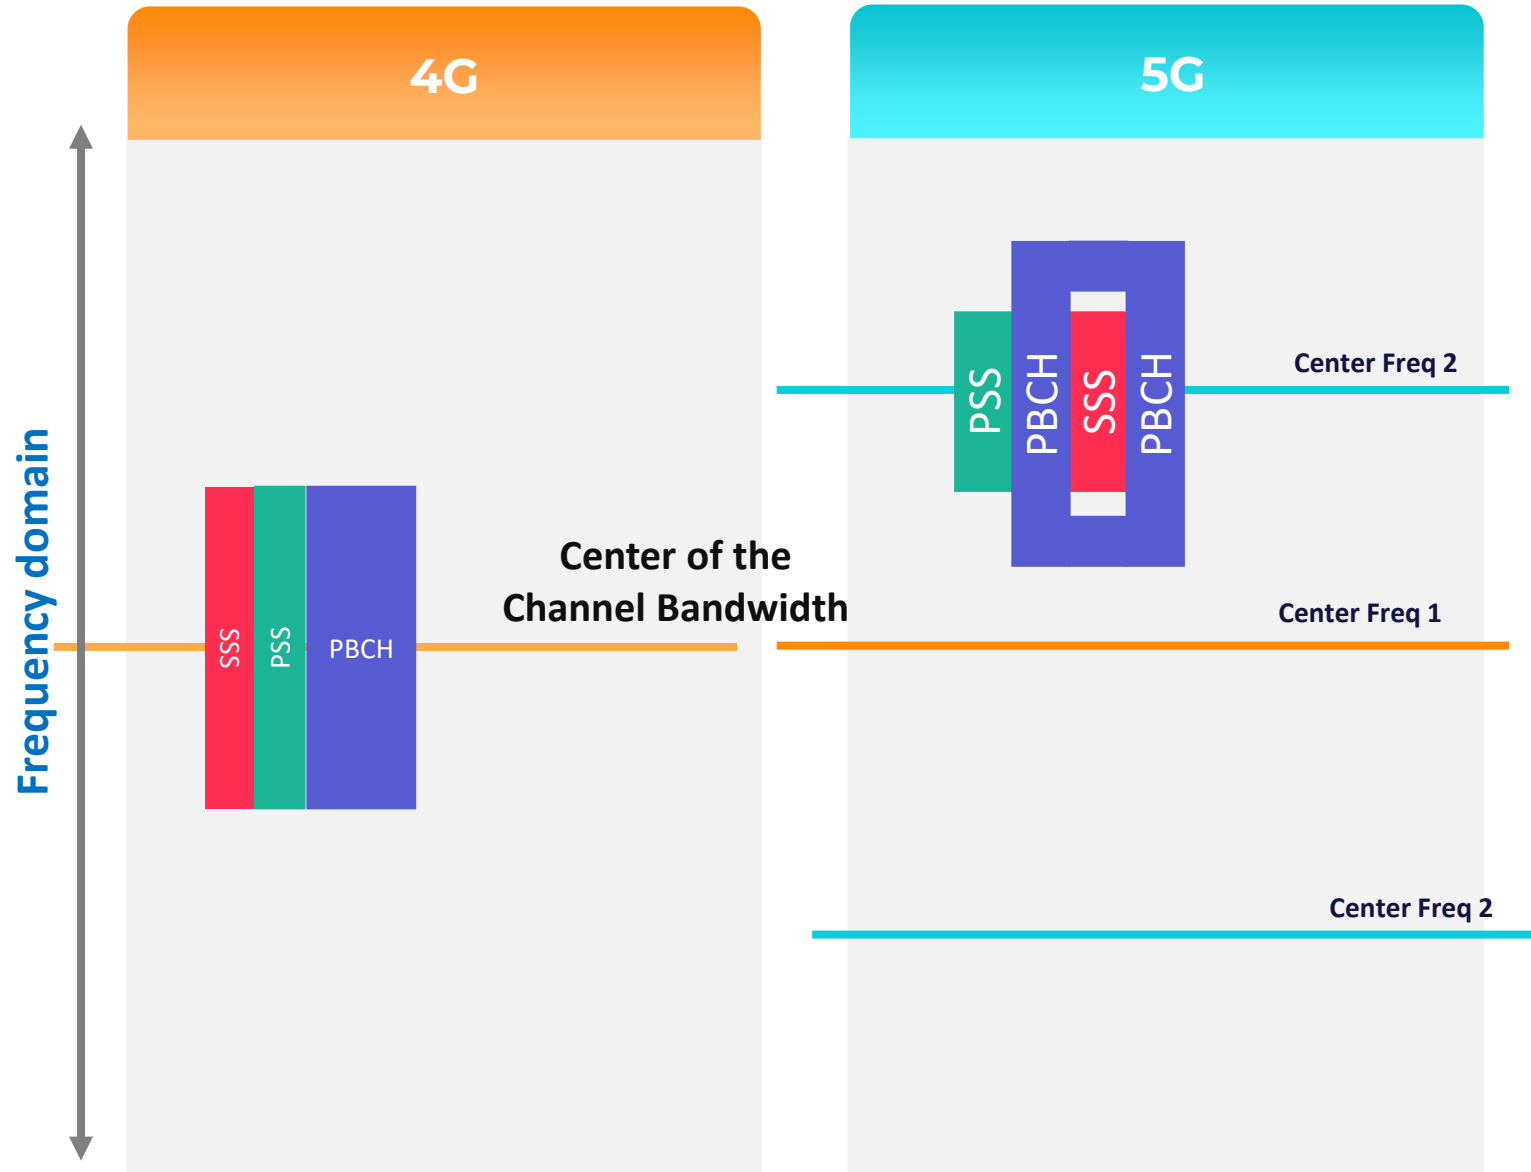 4G
5G
Frequency domain
SSS
PSS
PBCH
Center of the
Channel Bandwidth
PSS
PBCH
SSS
PBCH
Center Freq 2
Center Freq 1
Center Freq 2